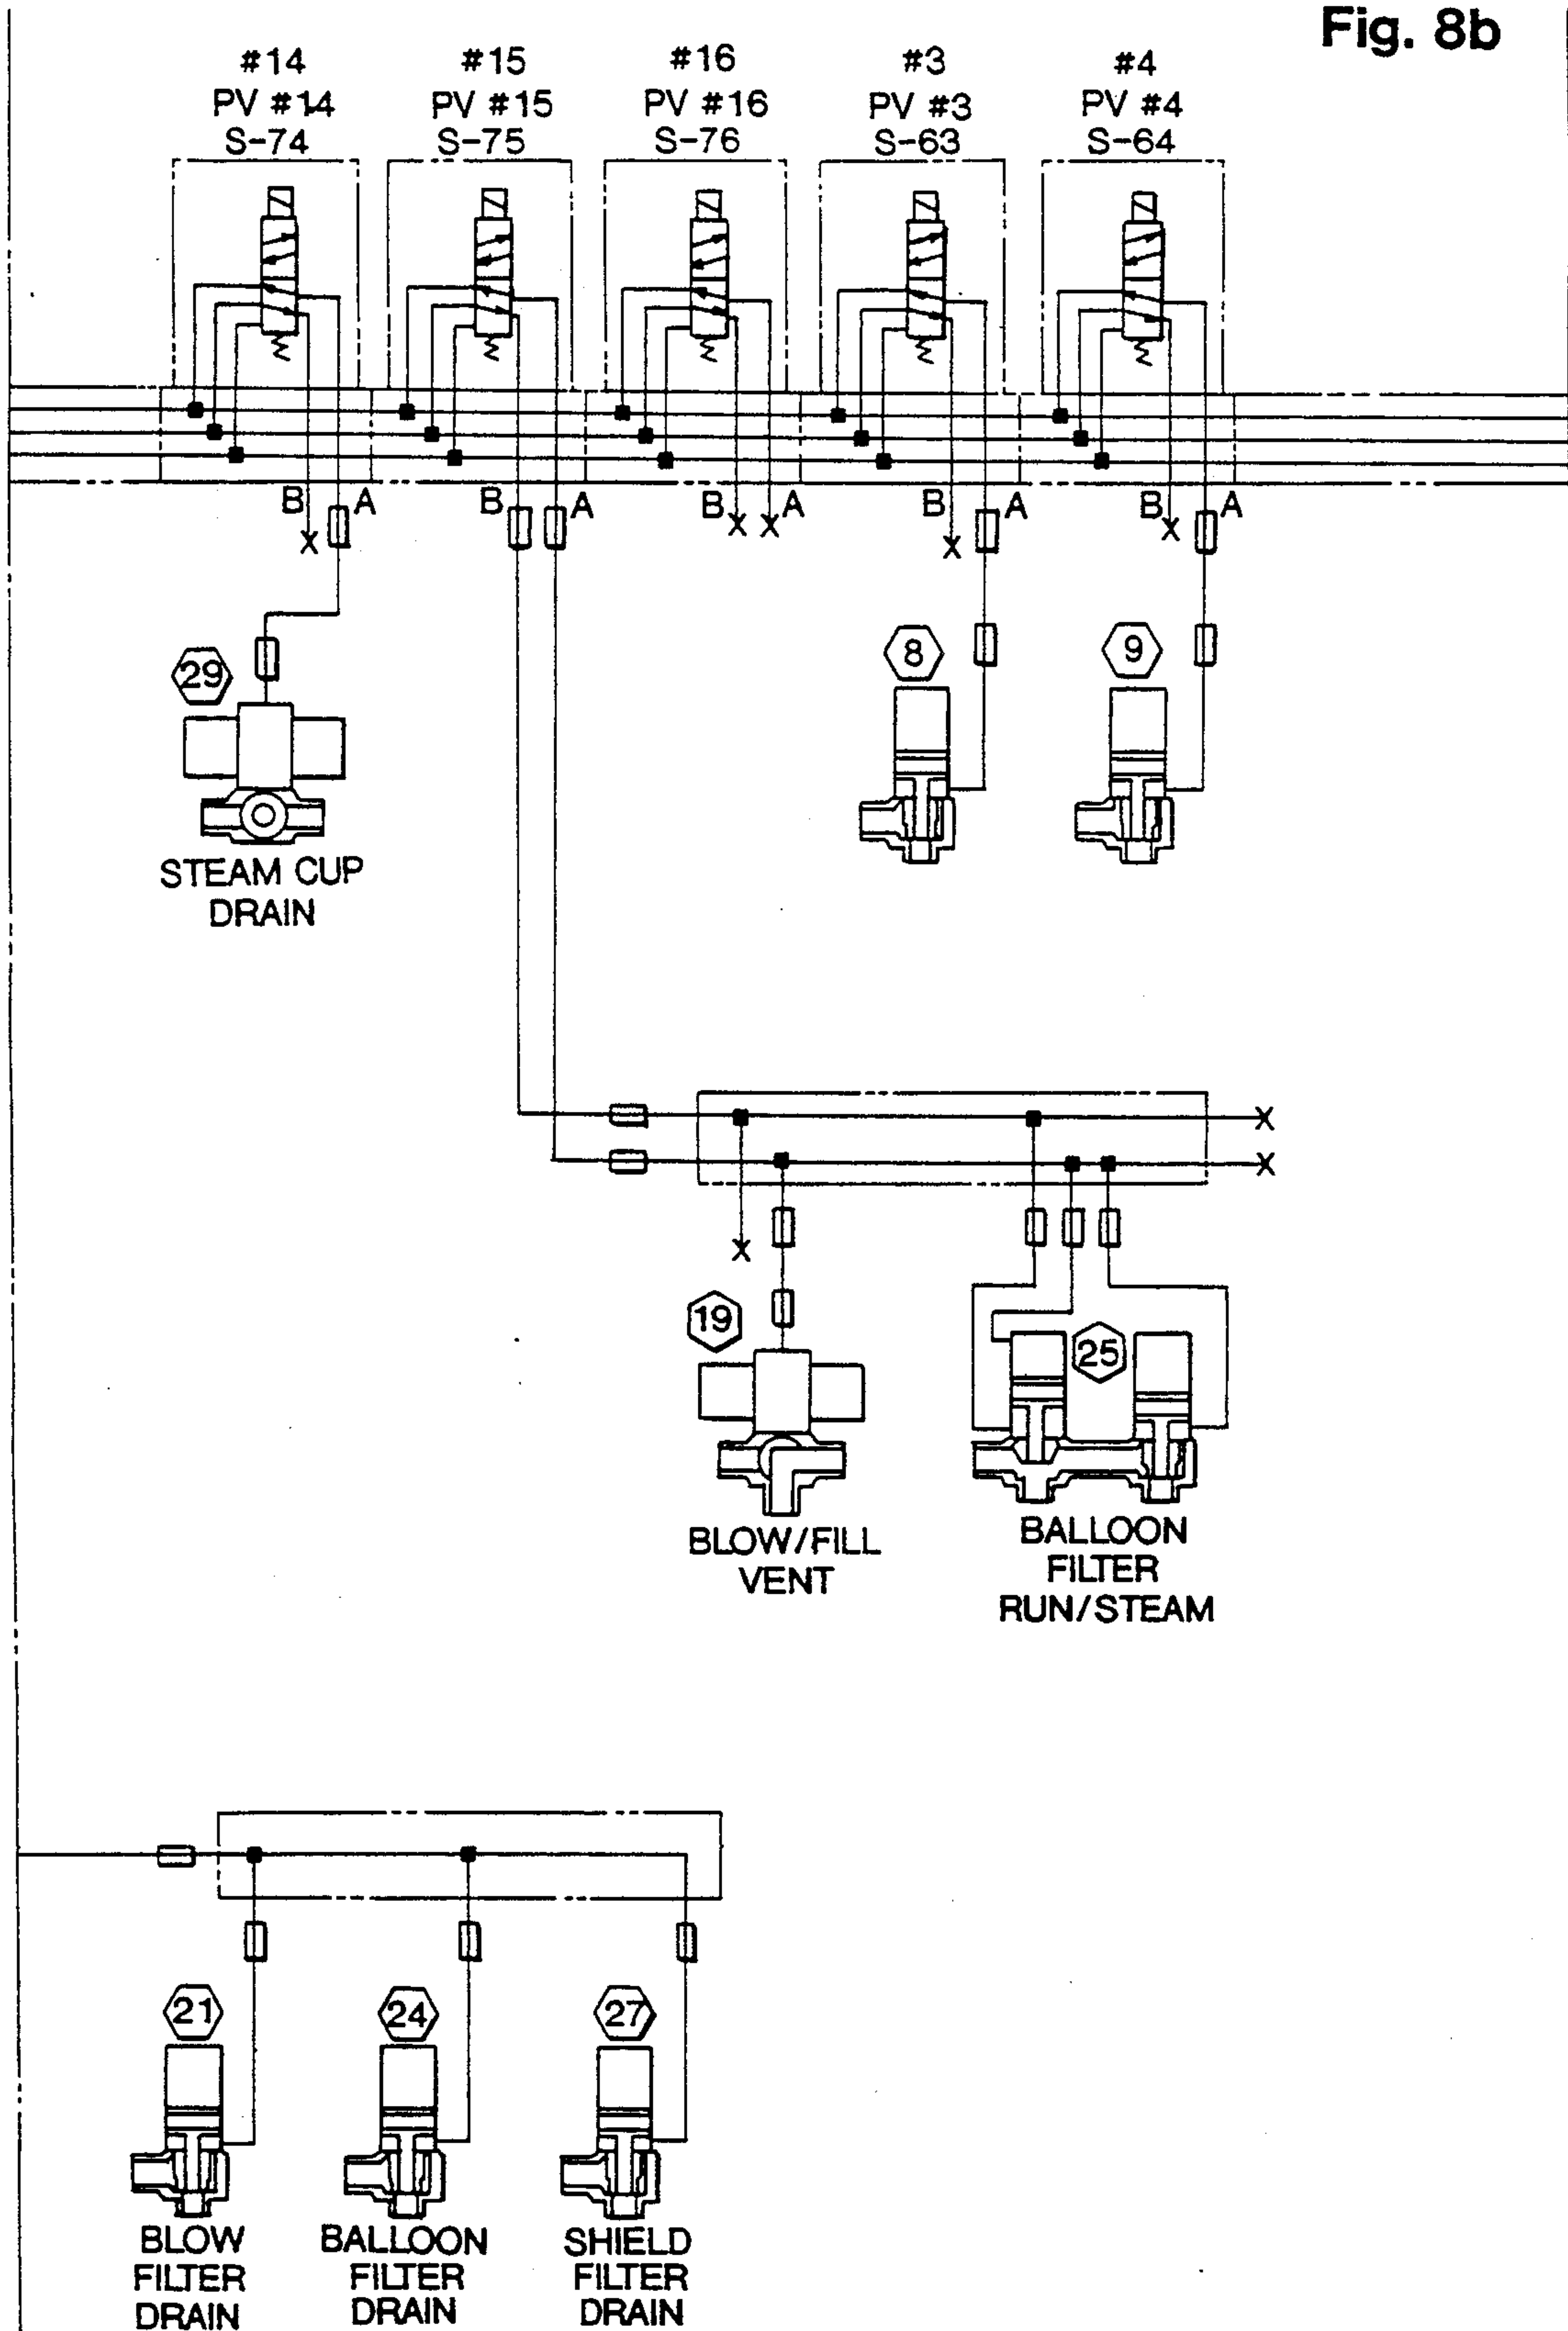 Fig. 8b
#14 #15 #16 #3 #4
PV #14 PV #15 PV #16 PV #3 PV #4
S-74 S-75 S-76 S-63 S-64
B A B A B A B A B A
X X X X X
29
8
9
STEAM CUP
DRAIN
X
X
X
19
25
BLOW/FILL
VENT
BALLOON
FILTER
RUN/STEAM
21
24
27
BLOW
FILTER
DRAIN
BALLOON
FILTER
DRAIN
SHIELD
FILTER
DRAIN